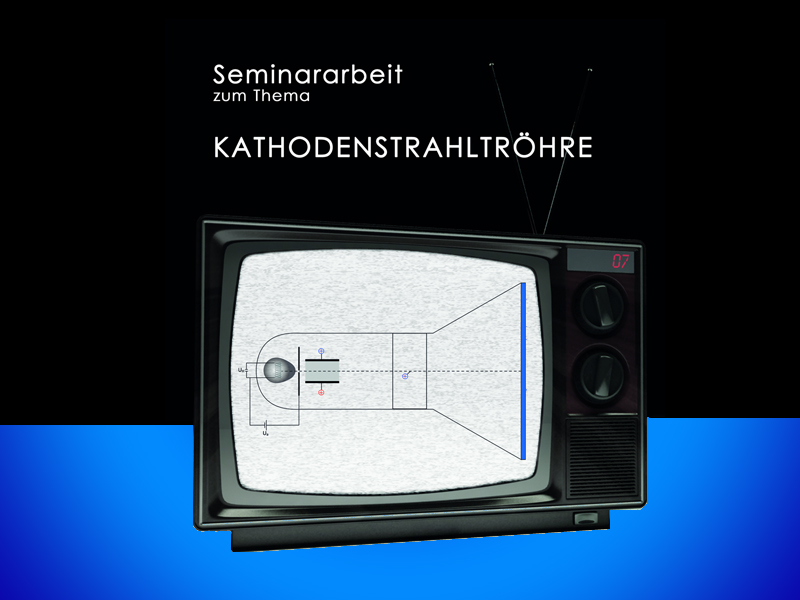 Seminararbeit
zum Thema
KATHODENSTRAHLTRÖHRE
07